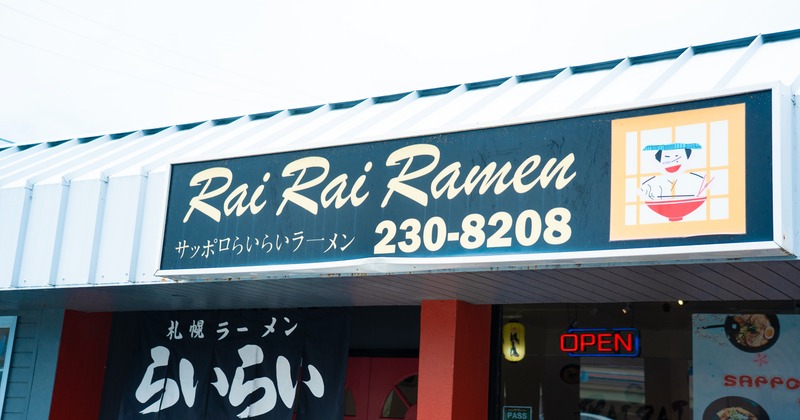 Rai Rai Ramen
サッポロらいらいラーメン 230-8208
札幌ラーメン
らいらい
OPEN
PASS